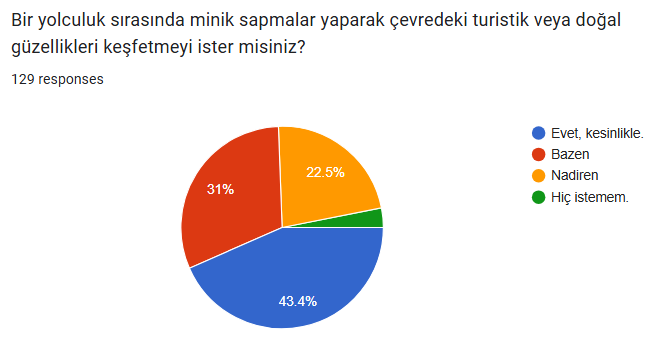 Bir yolculuk sırasında minik sapmalar yaparak çevredeki turistik veya doğal
güzellikleri keşfetmeyi ister misiniz?
129 responses
Evet, kesinlikle.
Bazen
Nadiren
Hiç istemem.
22.5%
31%
43.4%